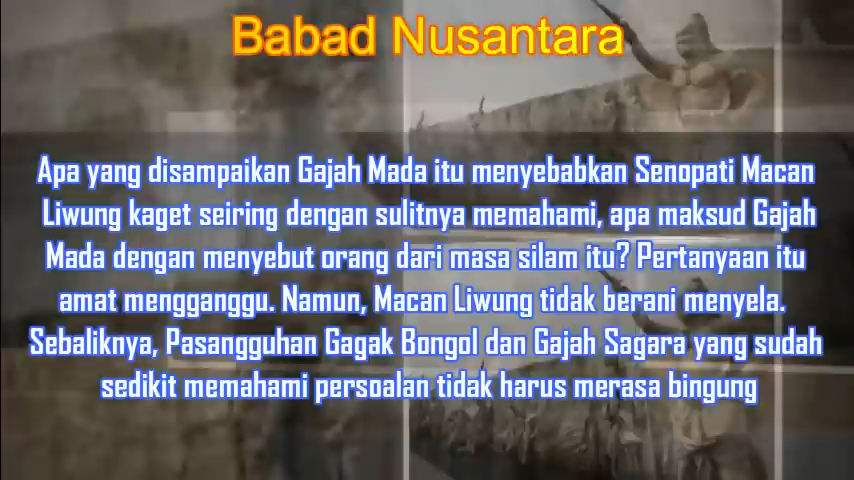 Babad Nusantara
Apa yang disampaikan Gajah Mada itu menyebabkan Senopati Macan
Liwung kaget seiring dengan sulitnya memahami, apa maksud Gajah
Mada dengan menyebut orang dari masa silam itu? Pertanyaan itu
amat mengganggu. Namun, Macan Liwung tidak berani menyela.
Sebaliknya, Pasangguhan Gagak Bongol dan Gajah Sagara yang sudah
sedikit memahami persoalan tidak harus merasa bingung